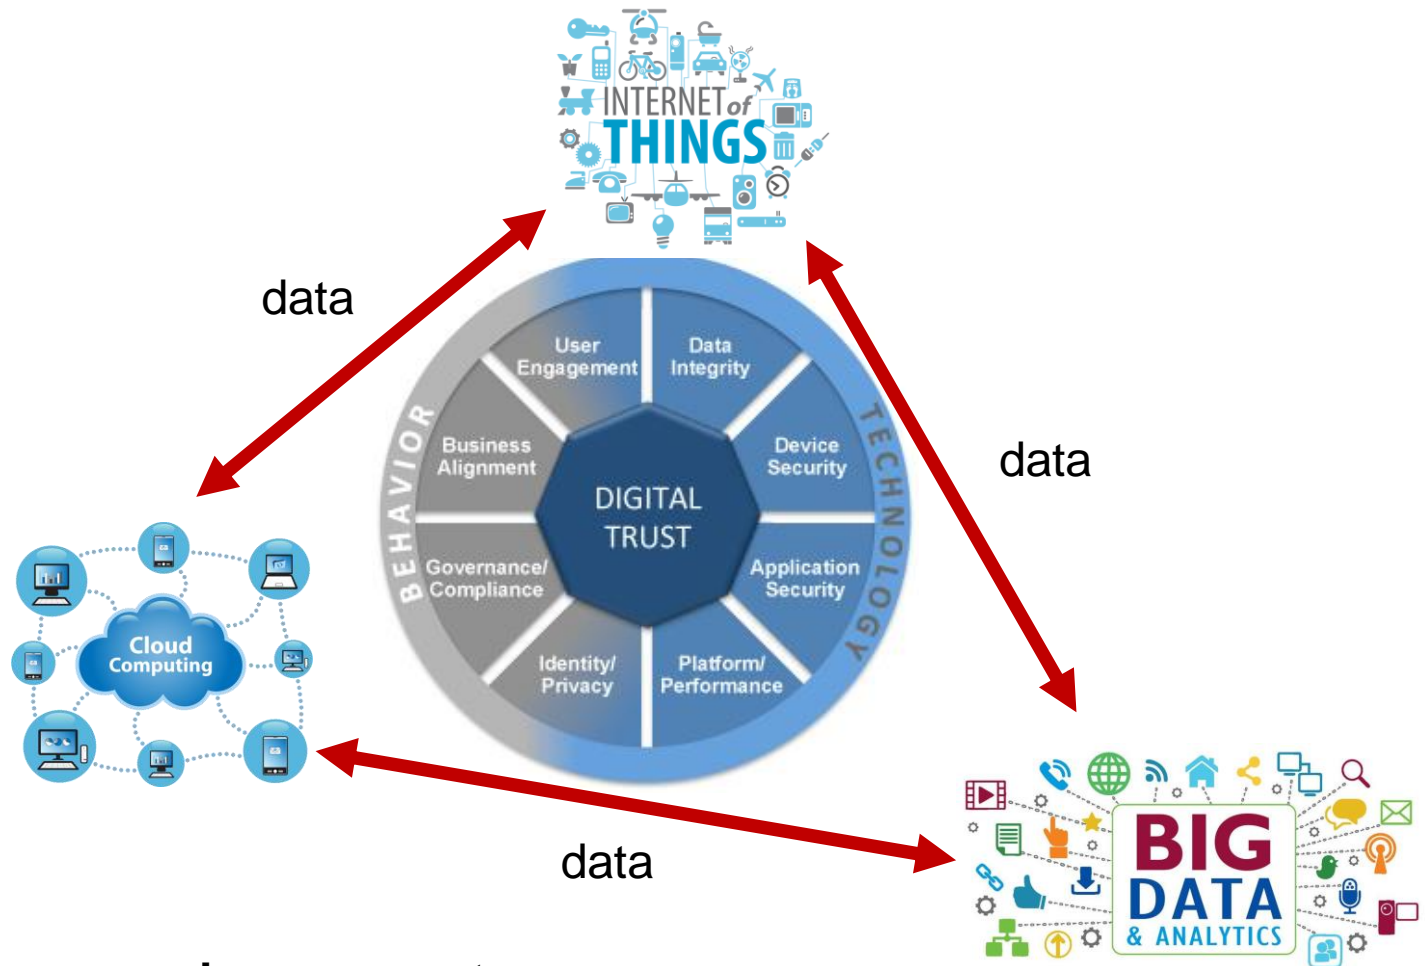 INTERNET of
THINGS
data
User
Engagement
Data
Integrity
BEHAVIOR
TECHNOLOGY
Business
Alignment
Device
Security
data
DIGITAL
TRUST
Governance/
Compliance
Application
Security
Cloud
Computing
Identity/
Privacy
Platform/
Performance
data
BIG
DATA
& ANALYTICS